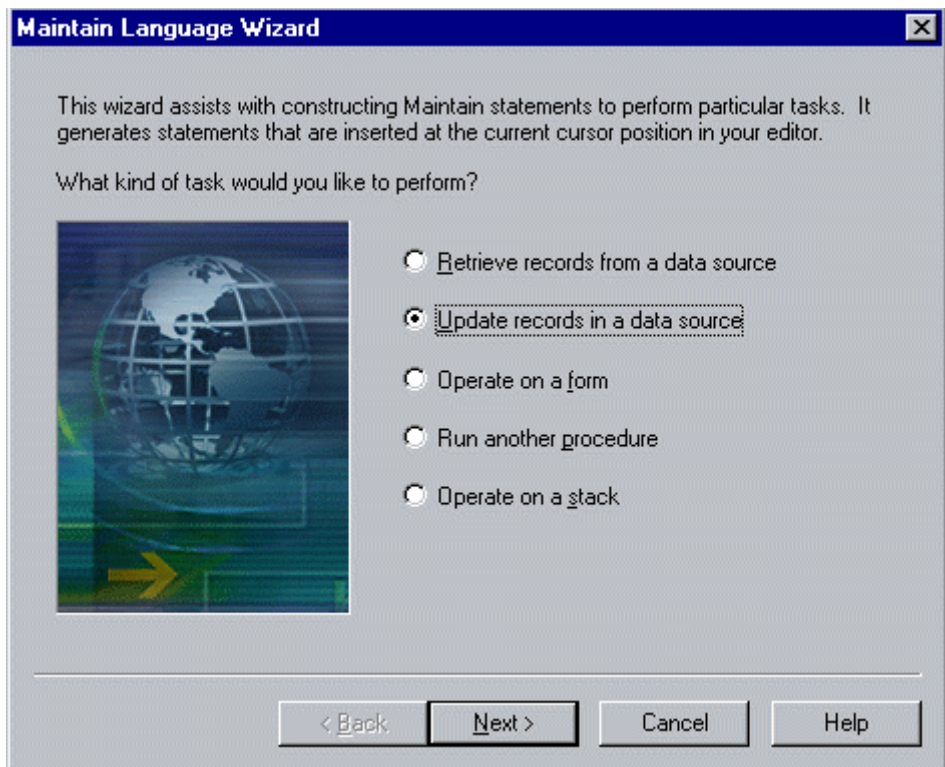 Maintain Language Wizard
This wizard assists with constructing Maintain statements to perform particular tasks. It
generates statements that are inserted at the current cursor position in your editor.
What kind of task would you like to perform?
Retrieve records from a data source
Update records in a data source
Operate on a form
Run another procedure
Operate on a stack
< Back Next > Cancel Help